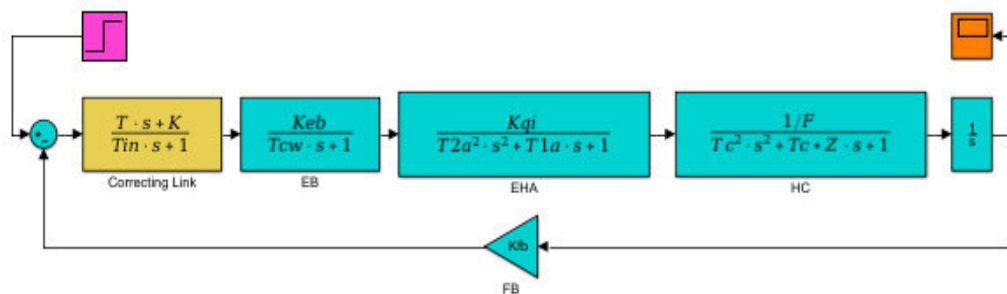 T · s + K
Tin · s + 1
Correcting Link
Keb
Tcw · s + 1
EB
Kqi
T2a² · s² + T1a · s + 1
EHA
1/F
Tc² · s² + Tc * Z · s + 1
HC
1
s
Kfb
FB